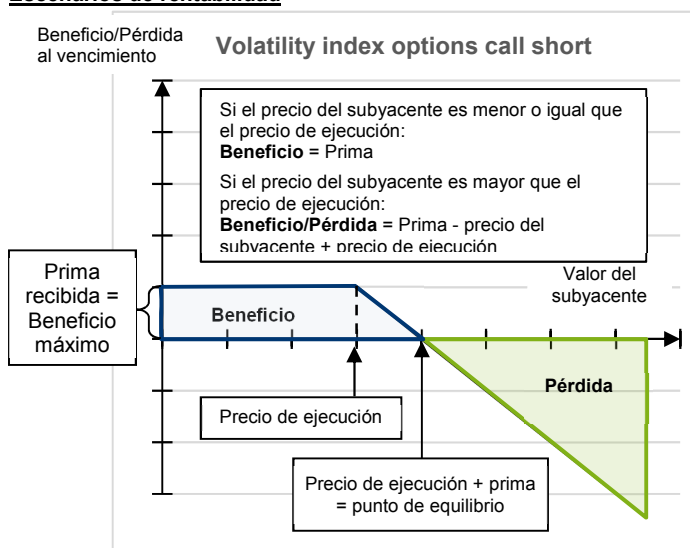 Escenarios de rentabilidad
Beneficio/Pérdida
al vencimiento
Volatility index options call short
Si el precio del subyacente es menor o igual que
el precio de ejecución:
Beneficio = Prima
Si el precio del subyacente es mayor que el
precio de ejecución:
Beneficio/Pérdida = Prima - precio del
subyacente + precio de ejecución
Prima
recibida =
Beneficio
máximo
Valor del
subyacente
Beneficio
Pérdida
Precio de ejecución
Precio de ejecución + prima
= punto de equilibrio